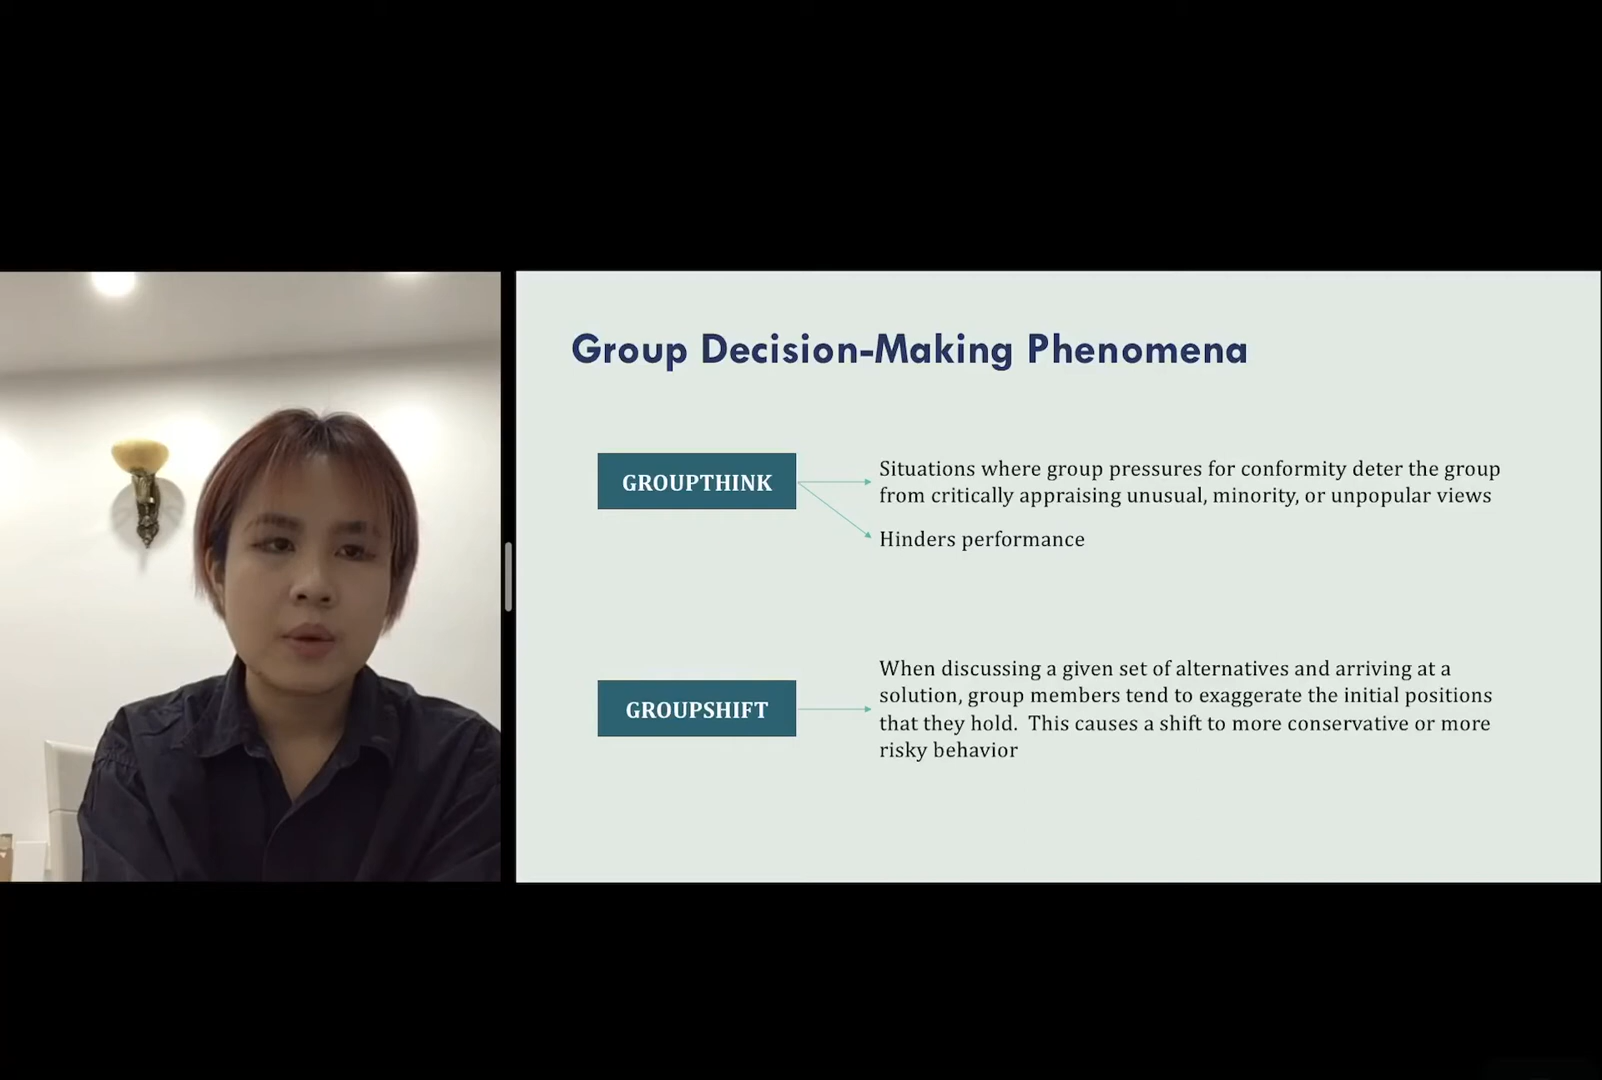 Group Decision-Making Phenomena
GROUPTHINK
Situations where group pressures for conformity deter the group
from critically appraising unusual, minority, or unpopular views
Hinders performance
GROUPSHIFT
When discussing a given set of alternatives and arriving at a
solution, group members tend to exaggerate the initial positions
that they hold.  This causes a shift to more conservative or more
risky behavior